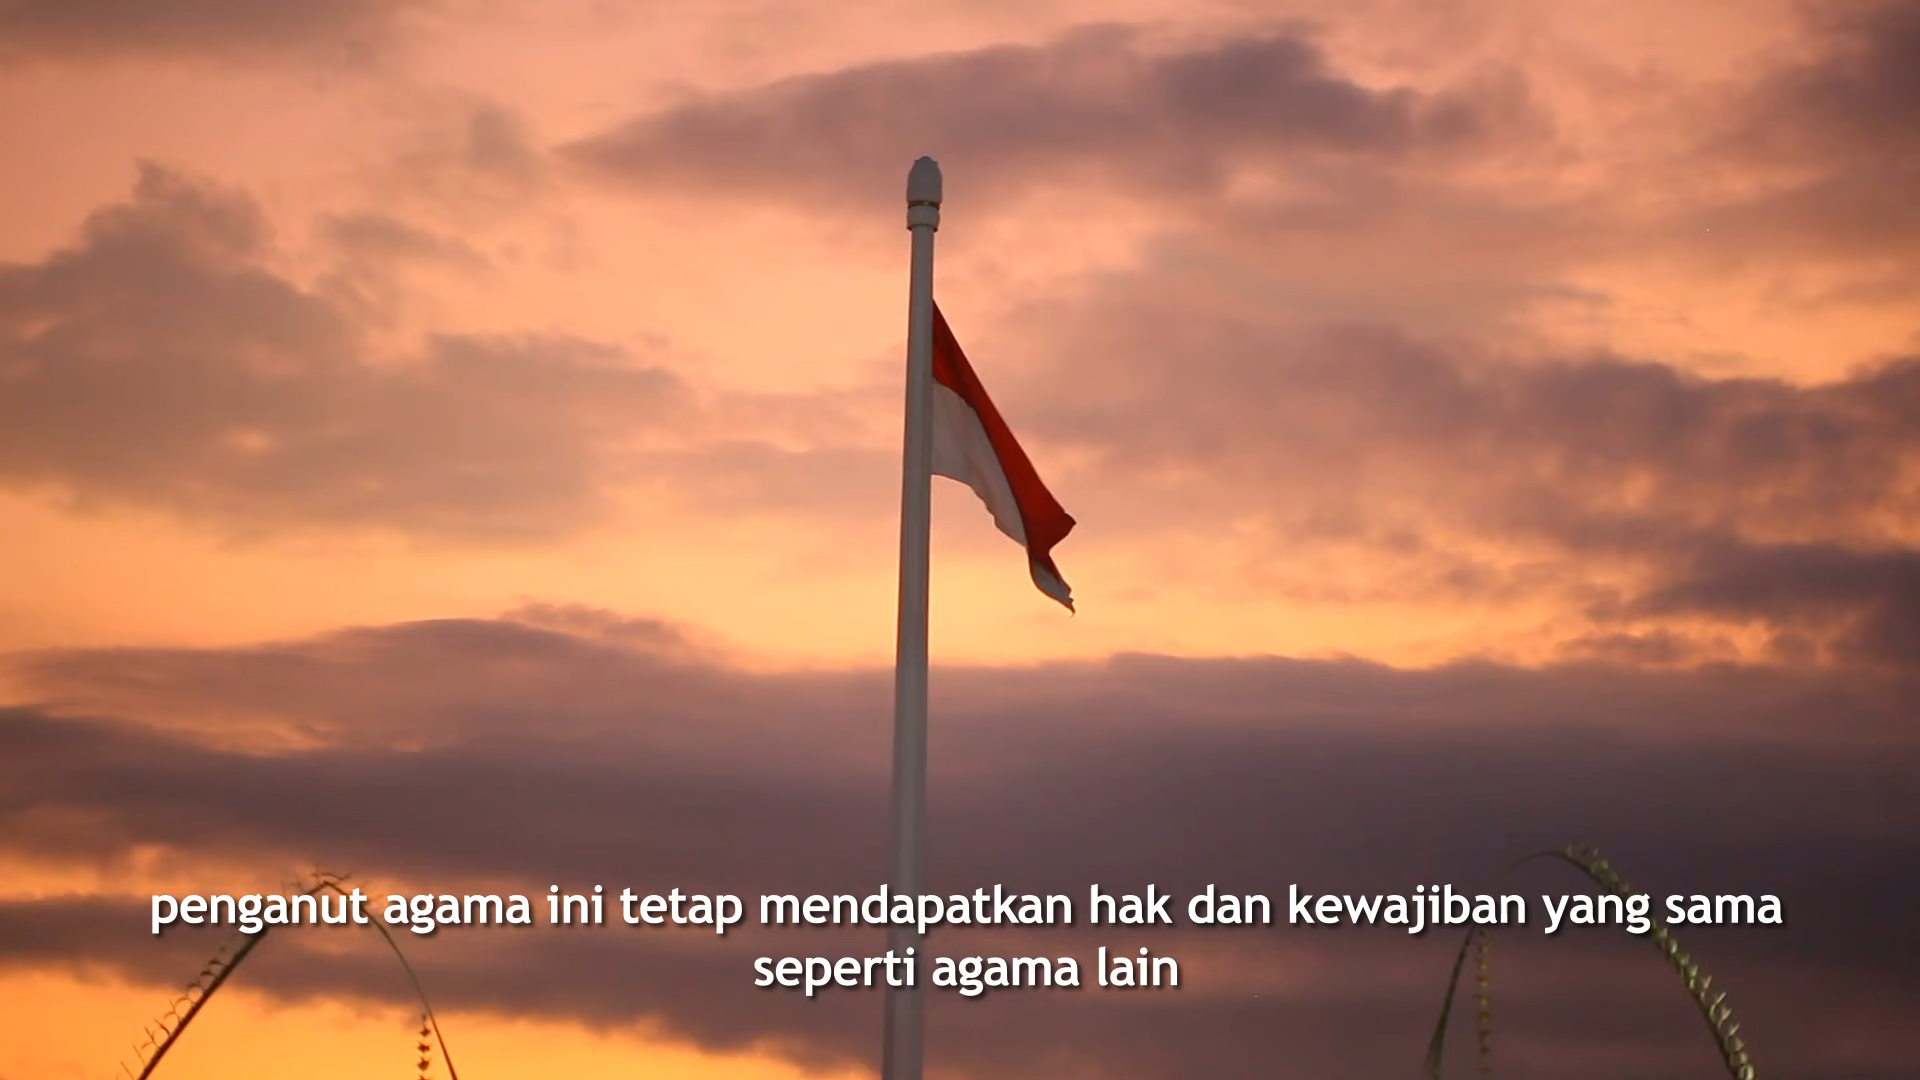 penganut agama ini tetap mendapatkan hak dan kewajiban yang sama
seperti agama lain